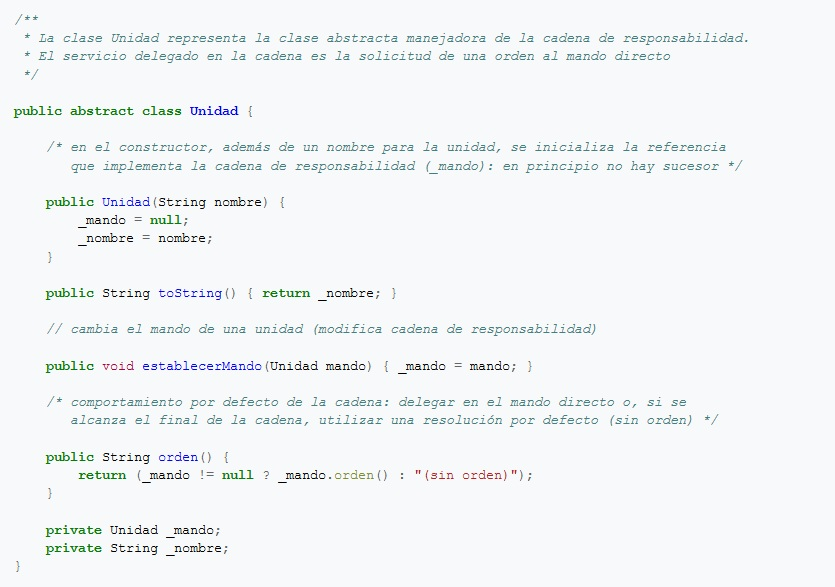 /**
 * La clase Unidad representa la clase abstracta manejadora de la cadena de responsabilidad.
 * El servicio delegado en la cadena es la solicitud de una orden al mando directo
 */
public abstract class Unidad {
/* en el constructor, además de un nombre para la unidad, se inicializa la referencia
que implementa la cadena de responsabilidad (_mando): en principio no hay sucesor */
public Unidad(String nombre) {
_mando = null;
_nombre = nombre;
}
public String toString() { return _nombre; }
// cambia el mando de una unidad (modifica cadena de responsabilidad)
public void establecerMando(Unidad mando) { _mando = mando; }
/* comportamiento por defecto de la cadena: delegar en el mando directo o, si se
alcanza el final de la cadena, utilizar una resolución por defecto (sin orden) */
public String orden() {
return (_mando != null ? _mando.orden() : "(sin orden)");
}
private Unidad _mando;
private String _nombre;
}